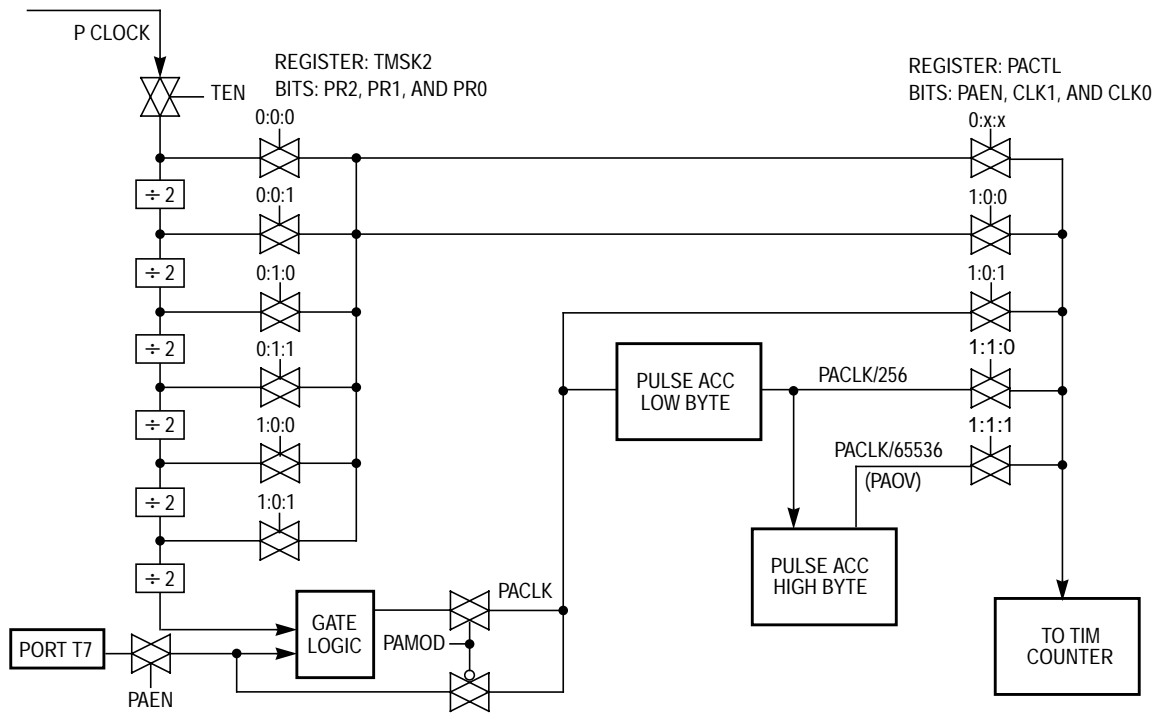 P CLOCK
TEN
REGISTER: TMSK2
BITS: PR2, PR1, AND PR0
REGISTER: PACTL
BITS: PAEN, CLK1, AND CLK0
0:0:0
0:x:x
÷ 2
0:0:1
1:0:0
÷ 2
0:1:0
1:0:1
÷ 2
0:1:1
PULSE ACC
LOW BYTE
PACLK/256
1:1:0
÷ 2
1:0:0
PACLK/65536
(PAOV)
1:1:1
÷ 2
1:0:1
÷ 2
PULSE ACC
HIGH BYTE
PORT T7
PAEN
GATE
LOGIC
PACLK
PAMOD
TO TIM
COUNTER